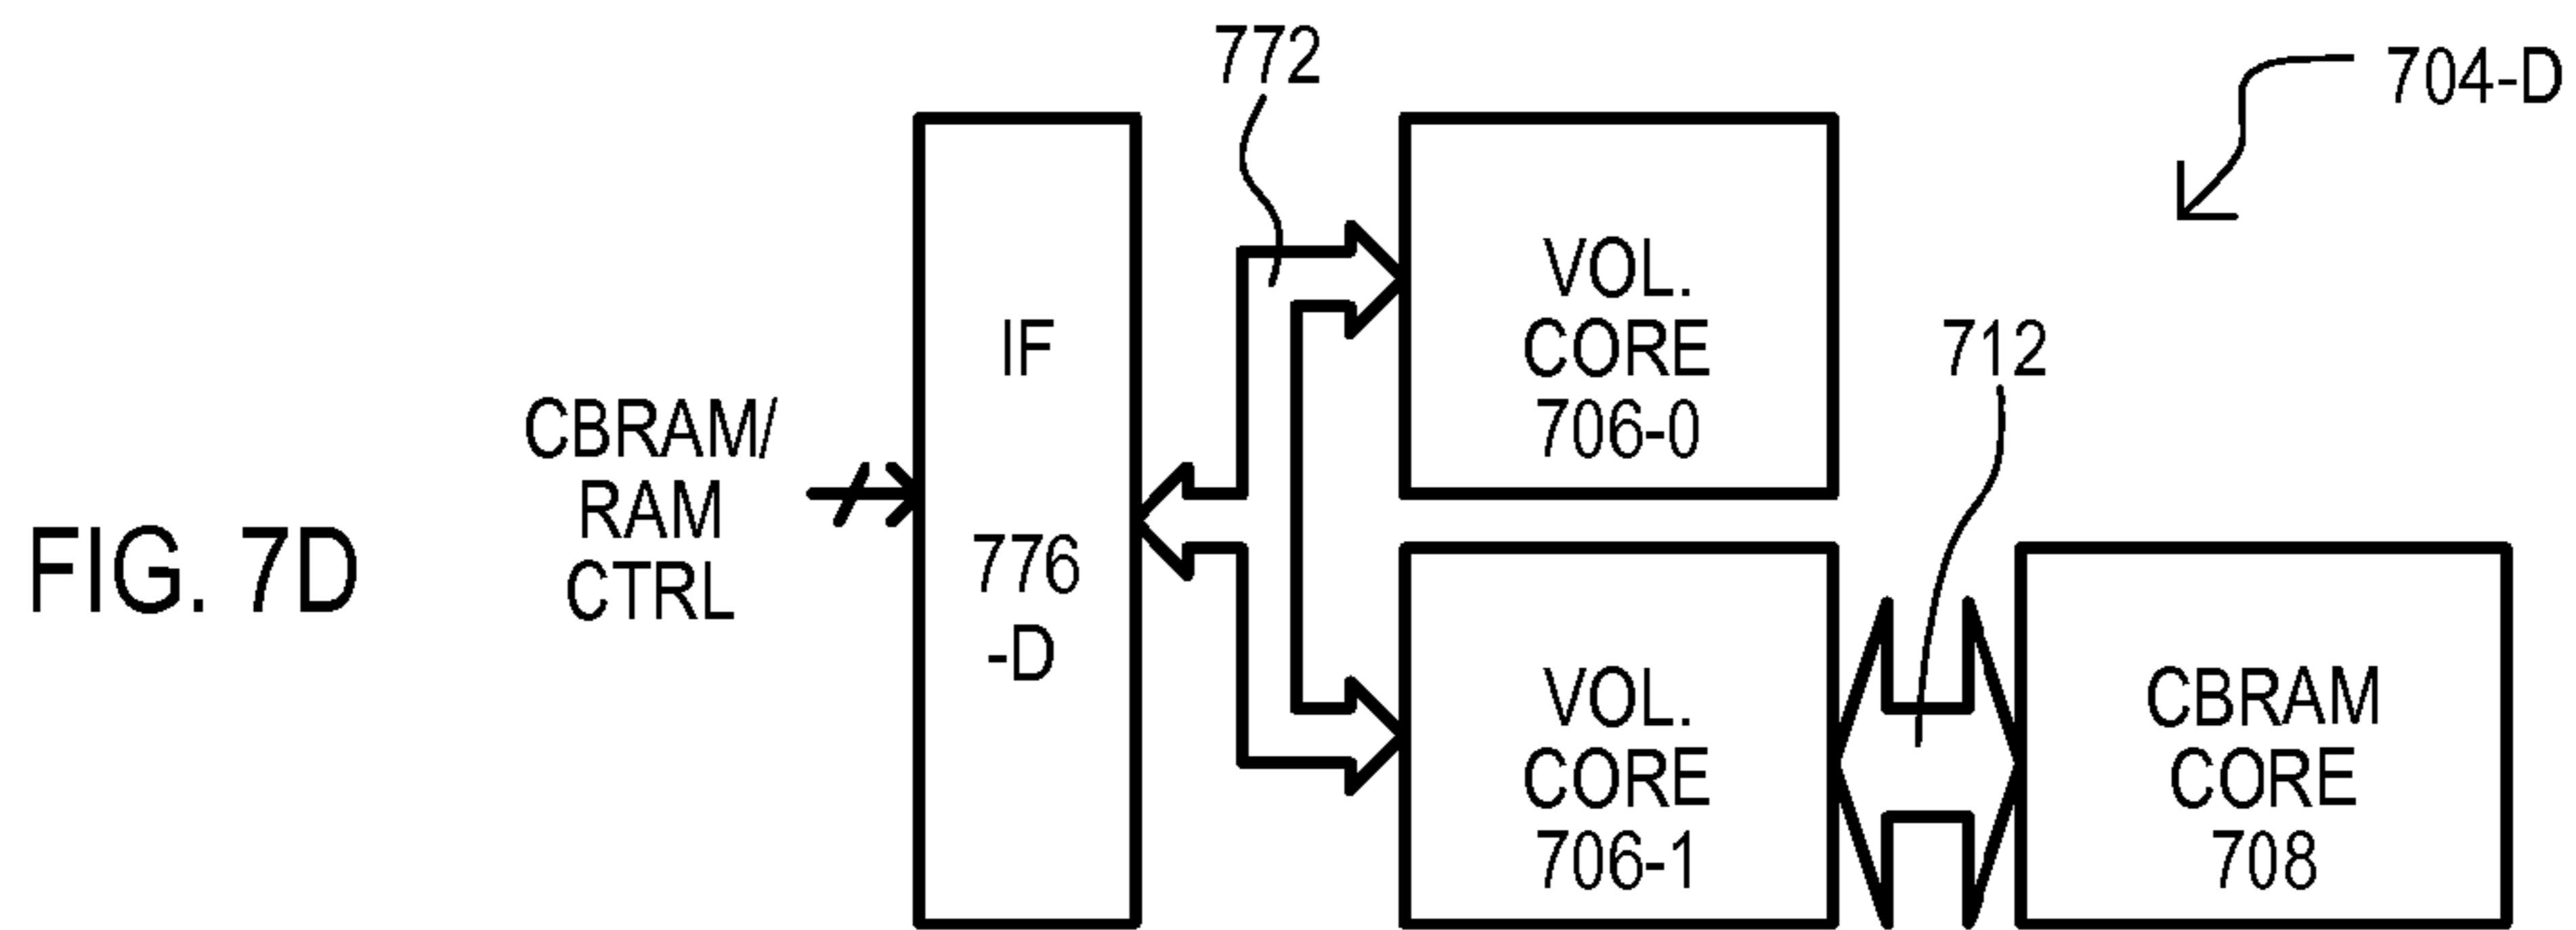 772
704-D
VOL.
CORE
706-0
IF
776
-D
712
CBRAM/
RAM
CTRL
FIG. 7D
VOL.
CORE
706-1
CBRAM
CORE
708